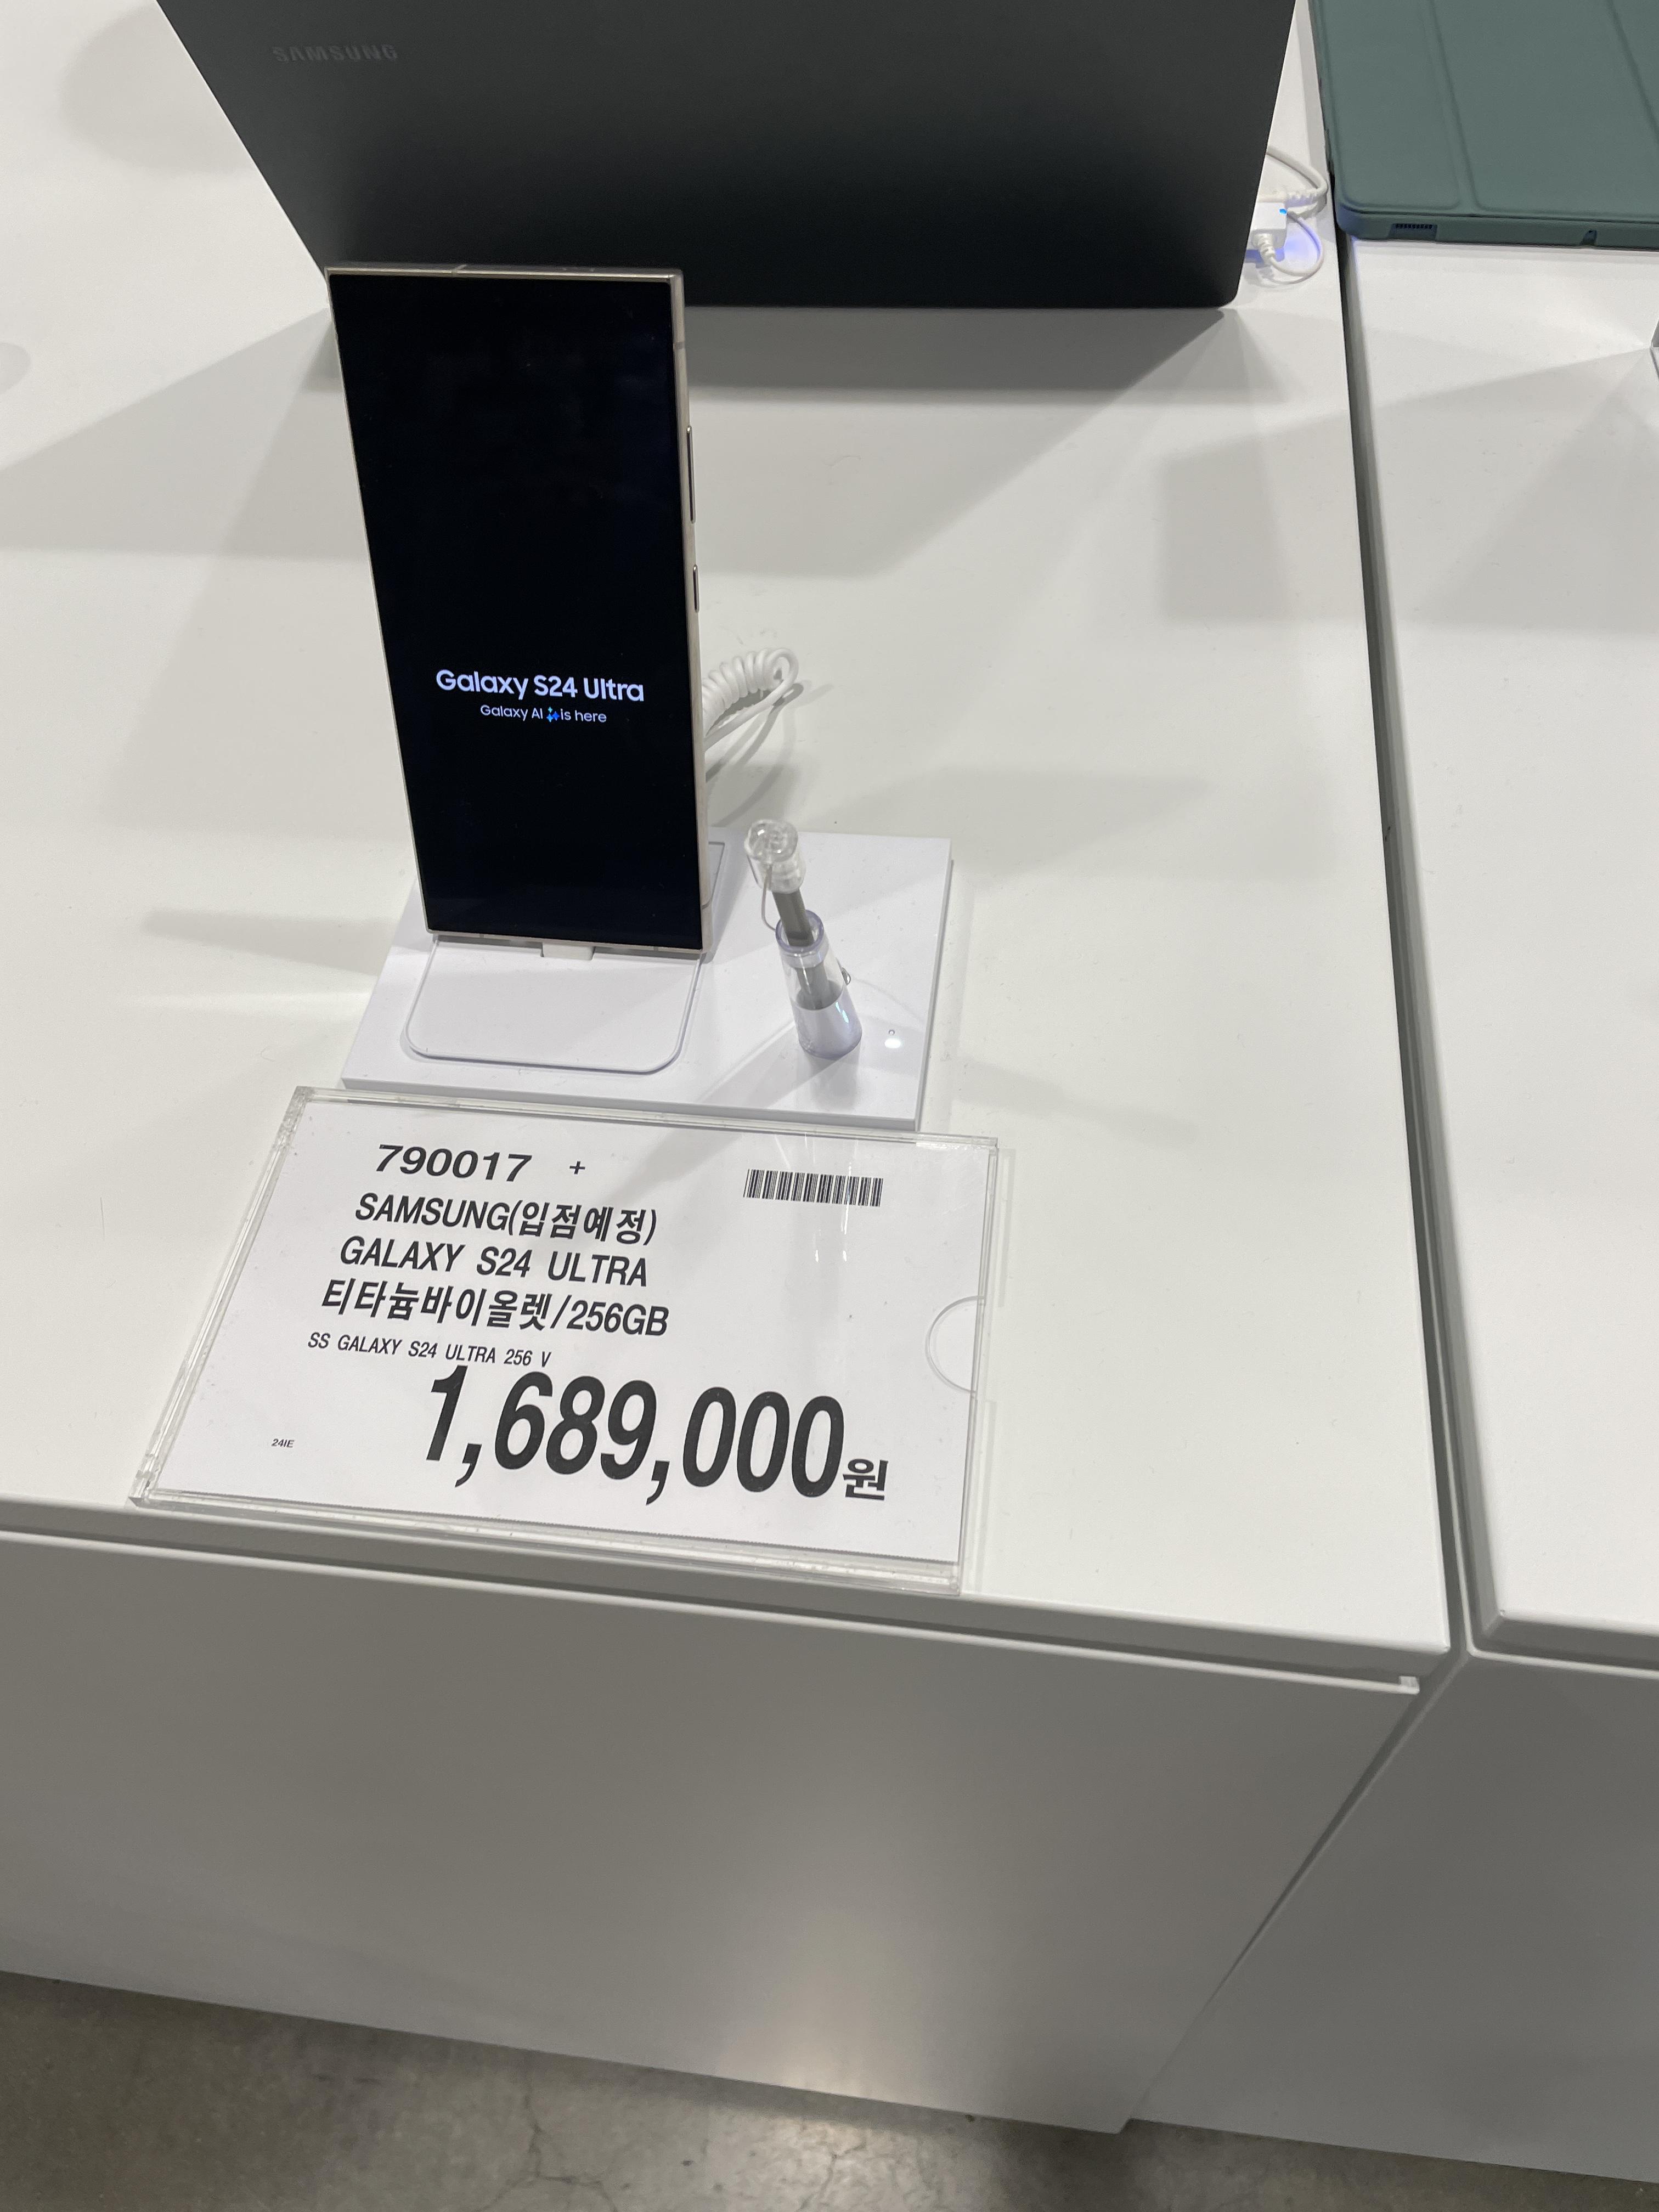 SAMSUNG
Galaxy S24 Ultra
Galaxy AI is here
790017 +
SAMSUNG(입점예정)
GALAXY S24 ULTRA
티타늄바이올렛/256GB
SS GALAXY S24 ULTRA 256 V
1,689,000원
24IE